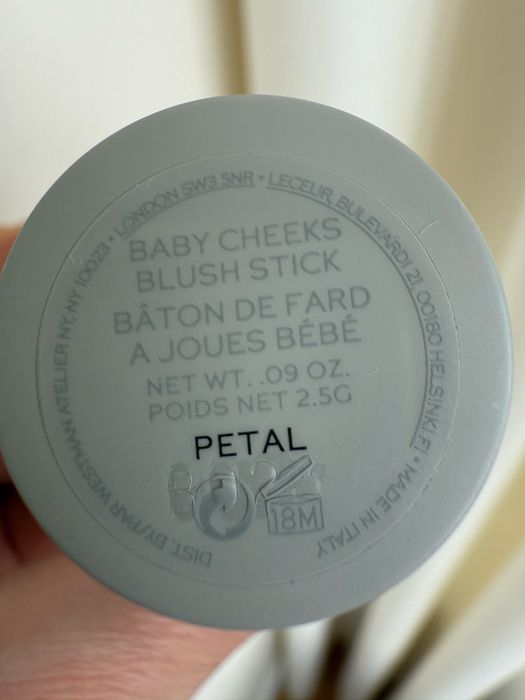 DIST. BY/PAR WESTMAN ATELIER NY, NY 10023 • LONDON SW3 5NR • LECEUR, BULEVARDI 21, 00180 HELSINKI FI • MADE IN ITALY
BABY CHEEKS
BLUSH STICK
BÂTON DE FARD
A JOUES BÉBÉ
NET WT. .09 OZ.
POIDS NET 2.5G
PETAL
18M